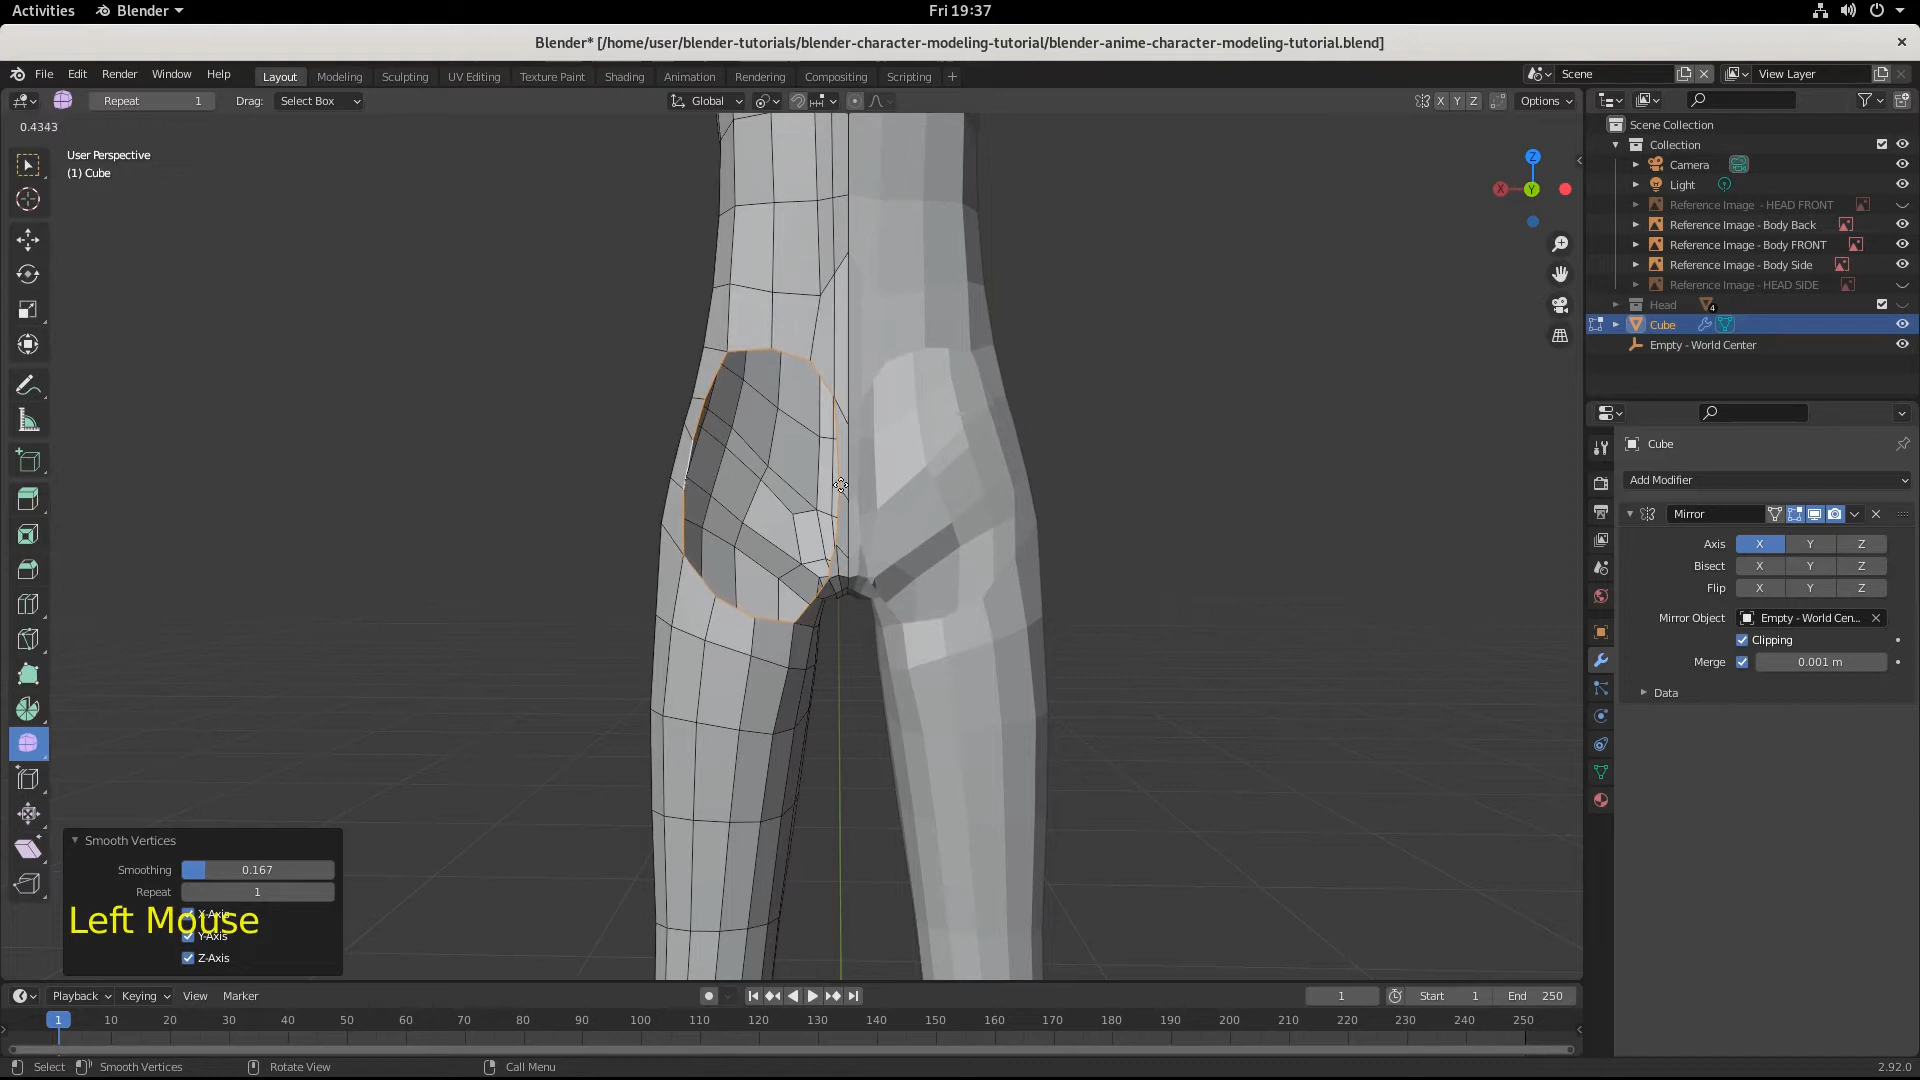 Activities Blender Fri 19:37
Blender* [/home/user/blender-tutorials/blender-character-modeling-tutorial/blender-anime-character-modeling-tutorial.blend]
File Edit Render Window Help Layout Modeling Sculpting UV Editing Texture Paint Shading Animation Rendering Compositing Scripting + Scene View Layer
Repeat 1 Drag: Select Box Global X Y Z Options
0.4343
User Perspective
(1) Cube
Z
X Y
Scene Collection
Collection
Camera
Light
Reference Image - HEAD FRONT
Reference Image - Body Back
Reference Image - Body FRONT
Reference Image - Body Side
Reference Image - HEAD SIDE
Head 4
Cube
Empty - World Center
Cube
Add Modifier
Mirror
Axis X Y Z
Bisect X Y Z
Flip X Y Z
Mirror Object Empty - World Cen...
Clipping
Merge 0.001 m
Data
Smooth Vertices
Smoothing 0.167
Repeat 1
X-Axis
Left Mouse
Y-Axis
Z-Axis
Playback Keying View Marker 1 Start 1 End 250
1 10 20 30 40 50 60 70 80 90 100 110 120 130 140 150 160 170 180 190 200 210 220 230 240 250
Select Smooth Vertices Rotate View Call Menu 2.92.0